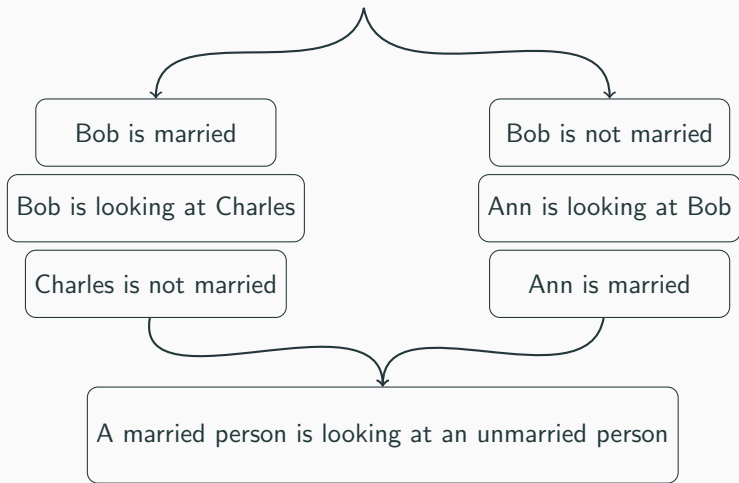 Bob is married
Bob is looking at Charles
Charles is not married
Bob is not married
Ann is looking at Bob
Ann is married
A married person is looking at an unmarried person